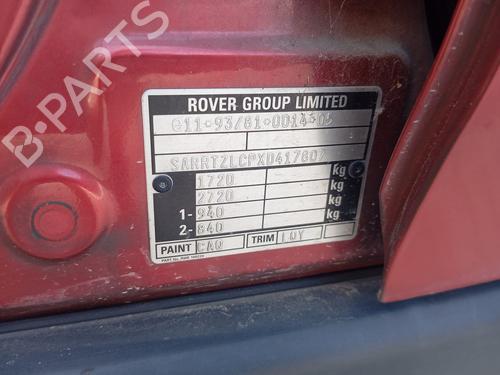 B-PARTS
ROVER GROUP LIMITED
e11*93/81*0014*05
SARRTZLCPXD417607
1720 kg
2720 kg
1- 940 kg
2- 840 kg
PAINT CAQ TRIM LQY